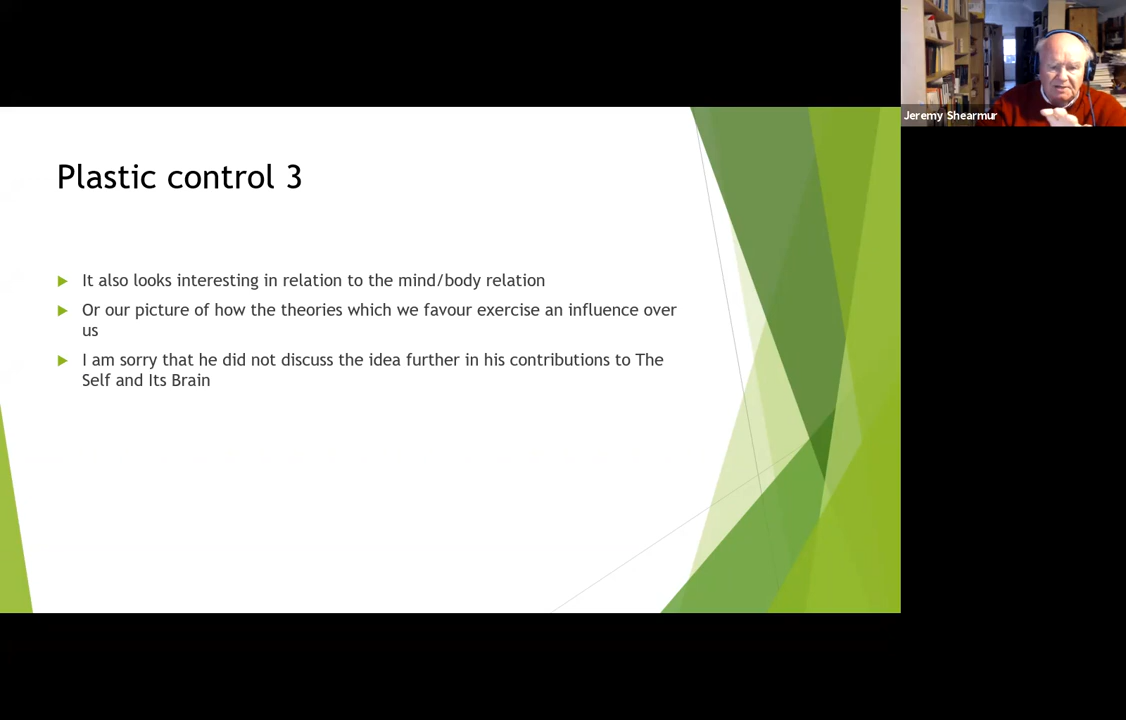 Jeremy Shearmur
Plastic control 3
It also looks interesting in relation to the mind/body relation
Or our picture of how the theories which we favour exercise an influence over
us
I am sorry that he did not discuss the idea further in his contributions to The
Self and Its Brain